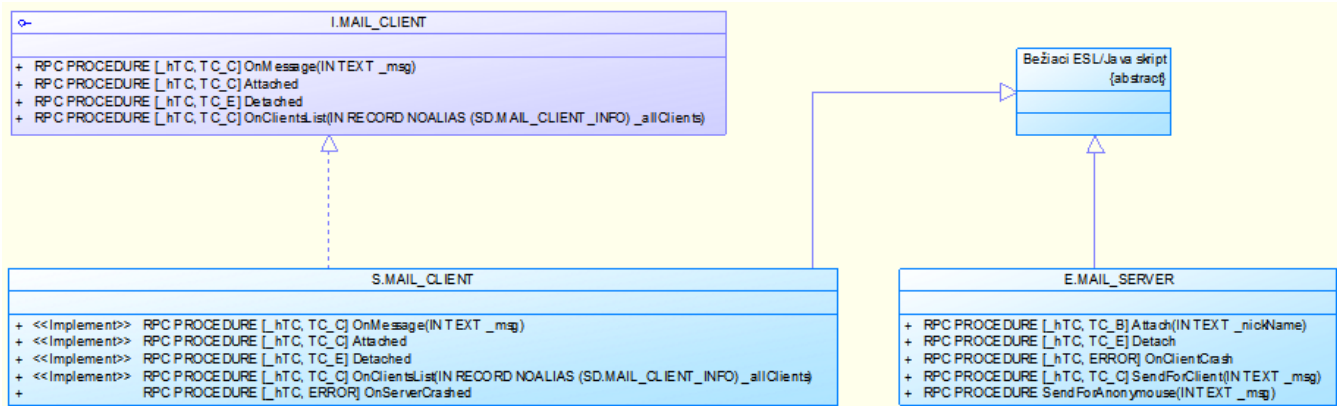 I.MAIL_CLIENT
+ RPC PROCEDURE [_hTC, TC_C] OnMessage(IN TEXT _msg)
+ RPC PROCEDURE [_hTC, TC_C] Attached
+ RPC PROCEDURE [_hTC, TC_E] Detached
+ RPC PROCEDURE [_hTC, TC_C] OnClientsList(IN RECORD NOALIAS (SD.MAIL_CLIENT_INFO) _allClients)
Bežiaci ESL/Java skript
{abstract}
S.MAIL_CLIENT
+ <<Implement>> RPC PROCEDURE [_hTC, TC_C] OnMessage(IN TEXT _msg)
+ <<Implement>> RPC PROCEDURE [_hTC, TC_C] Attached
+ <<Implement>> RPC PROCEDURE [_hTC, TC_E] Detached
+ <<Implement>> RPC PROCEDURE [_hTC, TC_C] OnClientsList(IN RECORD NOALIAS (SD.MAIL_CLIENT_INFO) _allClients)
+ RPC PROCEDURE [_hTC, ERROR] OnServerCrashed
E.MAIL_SERVER
+ RPC PROCEDURE [_hTC, TC_B] Attach(IN TEXT _nickName)
+ RPC PROCEDURE [_hTC, TC_E] Detach
+ RPC PROCEDURE [_hTC, ERROR] OnClientCrash
+ RPC PROCEDURE [_hTC, TC_C] SendForClient(IN TEXT _msg)
+ RPC PROCEDURE SendForAnonymouse(IN TEXT _msg)